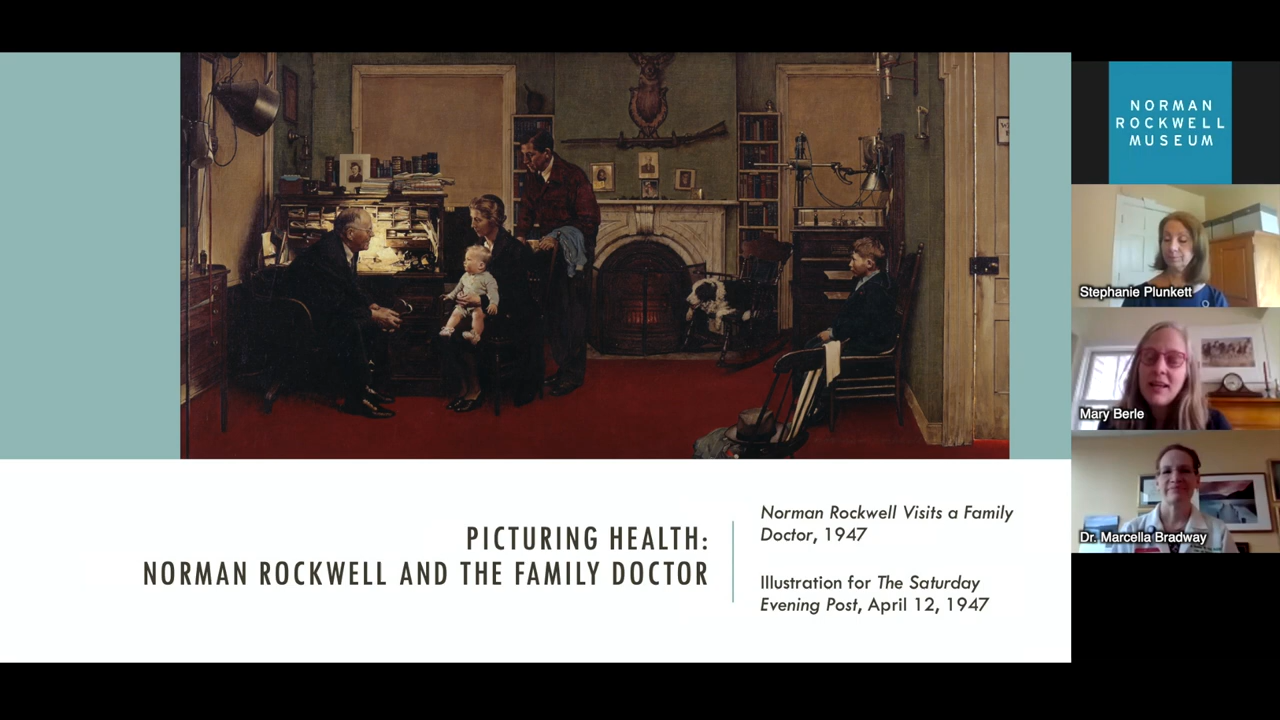 NORMAN
ROCKWELL
MUSEUM
Stephanie Plunkett
Mary Berle
Dr. Marcella Bradway
PICTURING HEALTH:
NORMAN ROCKWELL AND THE FAMILY DOCTOR
Norman Rockwell Visits a Family
Doctor, 1947
Illustration for The Saturday
Evening Post, April 12, 1947